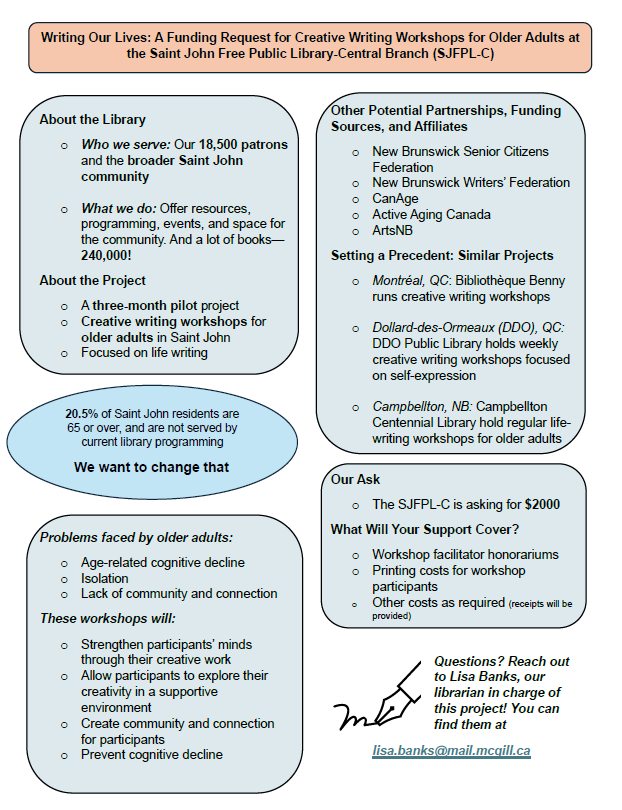 Writing Our Lives: A Funding Request for Creative Writing Workshops for Older Adults at
the Saint John Free Public Library-Central Branch (SJFPL-C)
About the Library
o Who we serve: Our 18,500 patrons
and the broader Saint John
community
o What we do: Offer resources,
programming, events, and space for
the community. And a lot of books—
240,000!
About the Project
o A three-month pilot project
o Creative writing workshops for
older adults in Saint John
o Focused on life writing
20.5% of Saint John residents are
65 or over, and are not served by
current library programming
We want to change that
Problems faced by older adults:
o Age-related cognitive decline
o Isolation
o Lack of community and connection
These workshops will:
o Strengthen participants' minds
through their creative work
o Allow participants to explore their
creativity in a supportive
environment
o Create community and connection
for participants
o Prevent cognitive decline
Other Potential Partnerships, Funding
Sources, and Affiliates
o New Brunswick Senior Citizens
Federation
o New Brunswick Writers' Federation
o CanAge
o Active Aging Canada
o ArtsNB
Setting a Precedent: Similar Projects
o Montréal, QC: Bibliothèque Benny
runs creative writing workshops
o Dollard-des-Ormeaux (DDO), QC:
DDO Public Library holds weekly
creative writing workshops focused
on self-expression
o Campbellton, NB: Campbellton
Centennial Library hold regular life-
writing workshops for older adults
Our Ask
o The SJFPL-C is asking for $2000
What Will Your Support Cover?
o Workshop facilitator honorariums
o Printing costs for workshop
participants
o Other costs as required (receipts will be
provided)
Questions? Reach out
to Lisa Banks, our
librarian in charge of
this project! You can
find them at
lisa.banks@mail.mcgill.ca